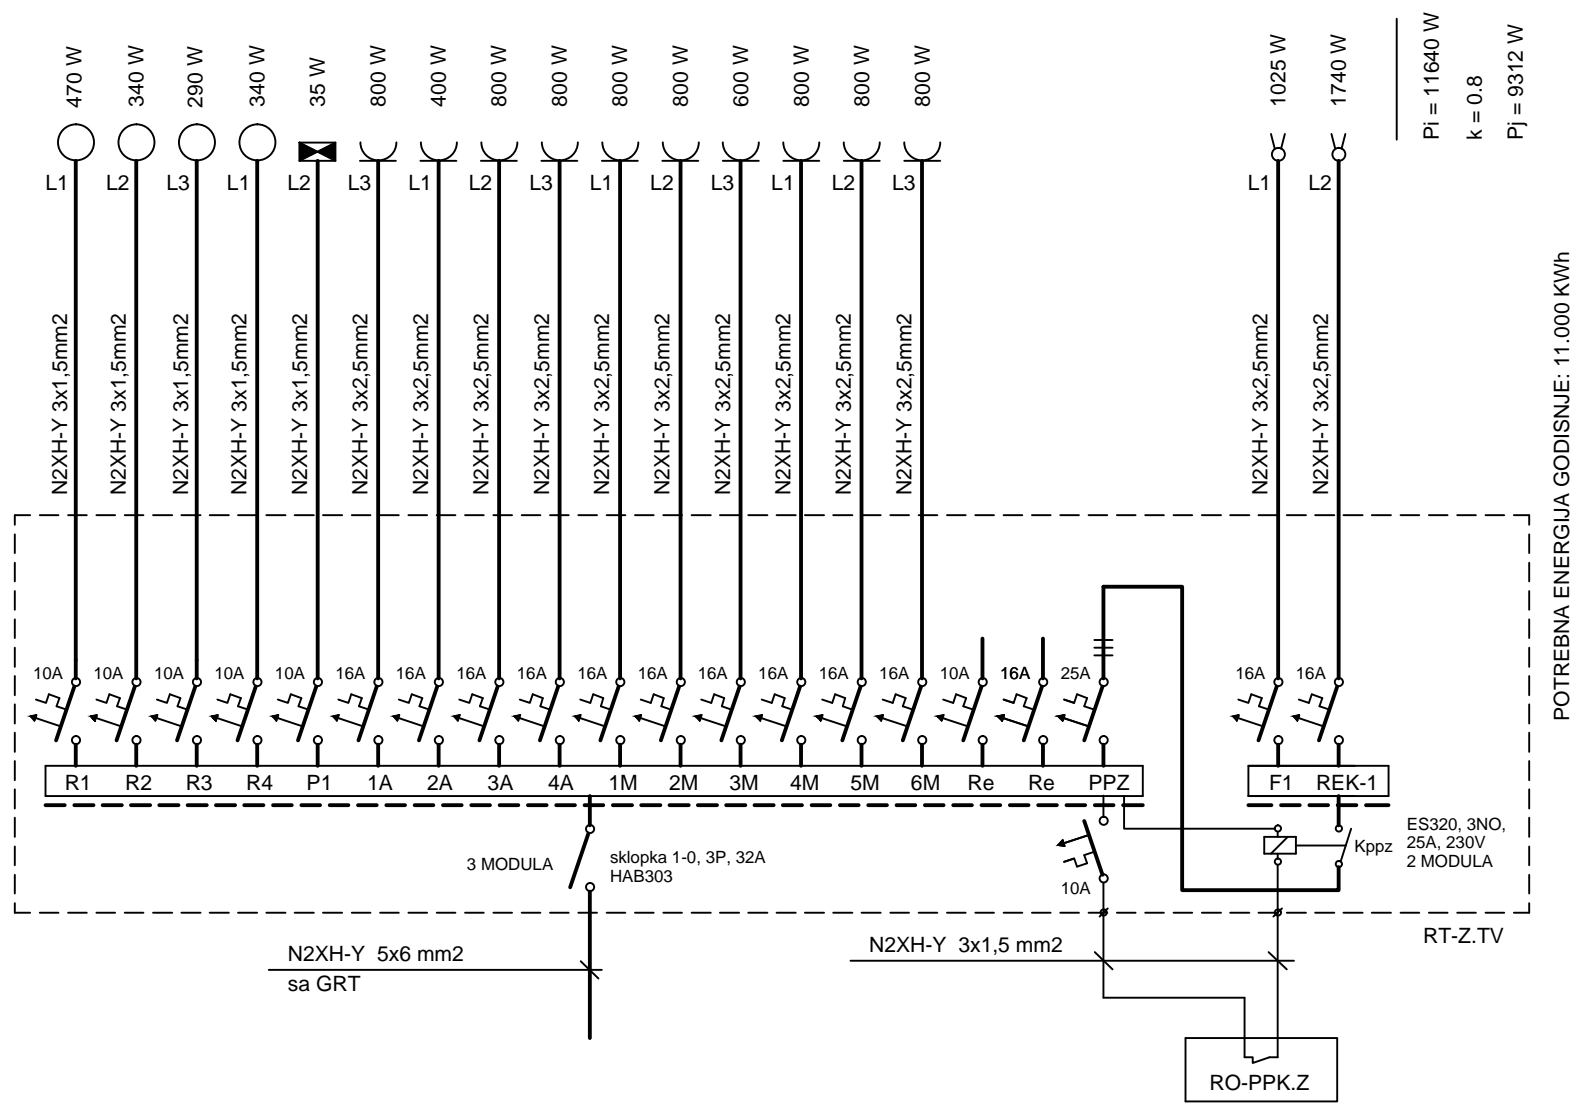 470 W
340 W
290 W
340 W
35 W
800 W
400 W
800 W
800 W
800 W
800 W
600 W
800 W
800 W
800 W
1025 W
1740 W
Pi = 11640 W
k = 0.8
Pj = 9312 W
L1
L2
L3
L1
L2
L3
L1
L2
L3
L1
L2
L3
L1
L2
L3
L1
L2
N2XH-Y 3x1,5mm2
N2XH-Y 3x1,5mm2
N2XH-Y 3x1,5mm2
N2XH-Y 3x1,5mm2
N2XH-Y 3x1,5mm2
N2XH-Y 3x2,5mm2
N2XH-Y 3x2,5mm2
N2XH-Y 3x2,5mm2
N2XH-Y 3x2,5mm2
N2XH-Y 3x2,5mm2
N2XH-Y 3x2,5mm2
N2XH-Y 3x2,5mm2
N2XH-Y 3x2,5mm2
N2XH-Y 3x2,5mm2
N2XH-Y 3x2,5mm2
N2XH-Y 3x2,5mm2
N2XH-Y 3x2,5mm2
POTREBNA ENERGIJA GODISNJE: 11.000 KWh
10A
10A
10A
10A
10A
16A
16A
16A
16A
16A
16A
16A
16A
16A
16A
10A
16A
25A
16A
16A
R1
R2
R3
R4
P1
1A
2A
3A
4A
1M
2M
3M
4M
5M
6M
Re
Re
PPZ
F1
REK-1
3 MODULA
sklopka 1-0, 3P, 32A
HAB303
10A
Kppz
ES320, 3NO,
25A, 230V
2 MODULA
RT-Z.TV
N2XH-Y 5x6 mm2
sa GRT
N2XH-Y 3x1,5 mm2
RO-PPK.Z